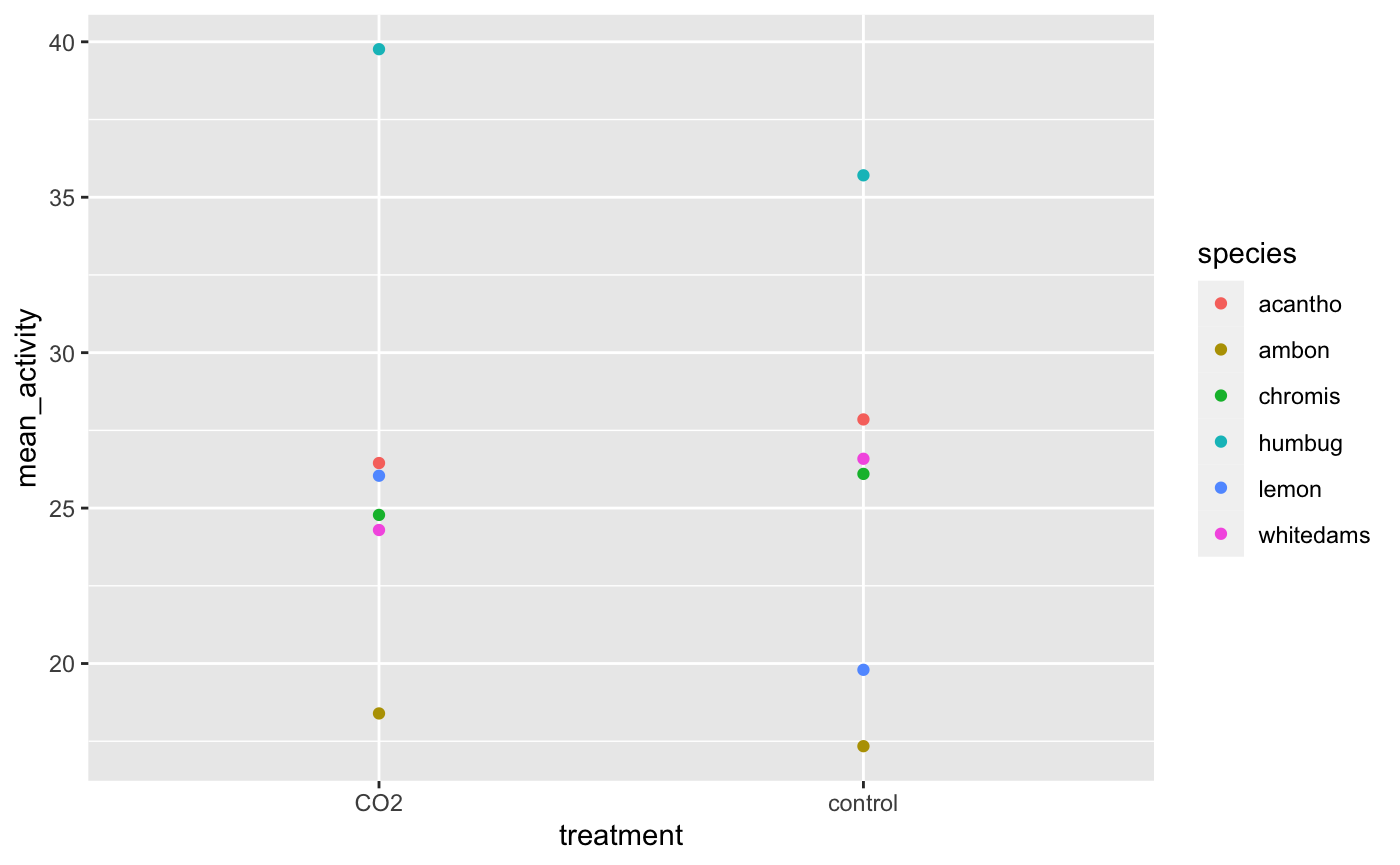 mean_activity
40
35
30
25
20
CO2
control
treatment
species
acantho
ambon
chromis
humbug
lemon
whitedams